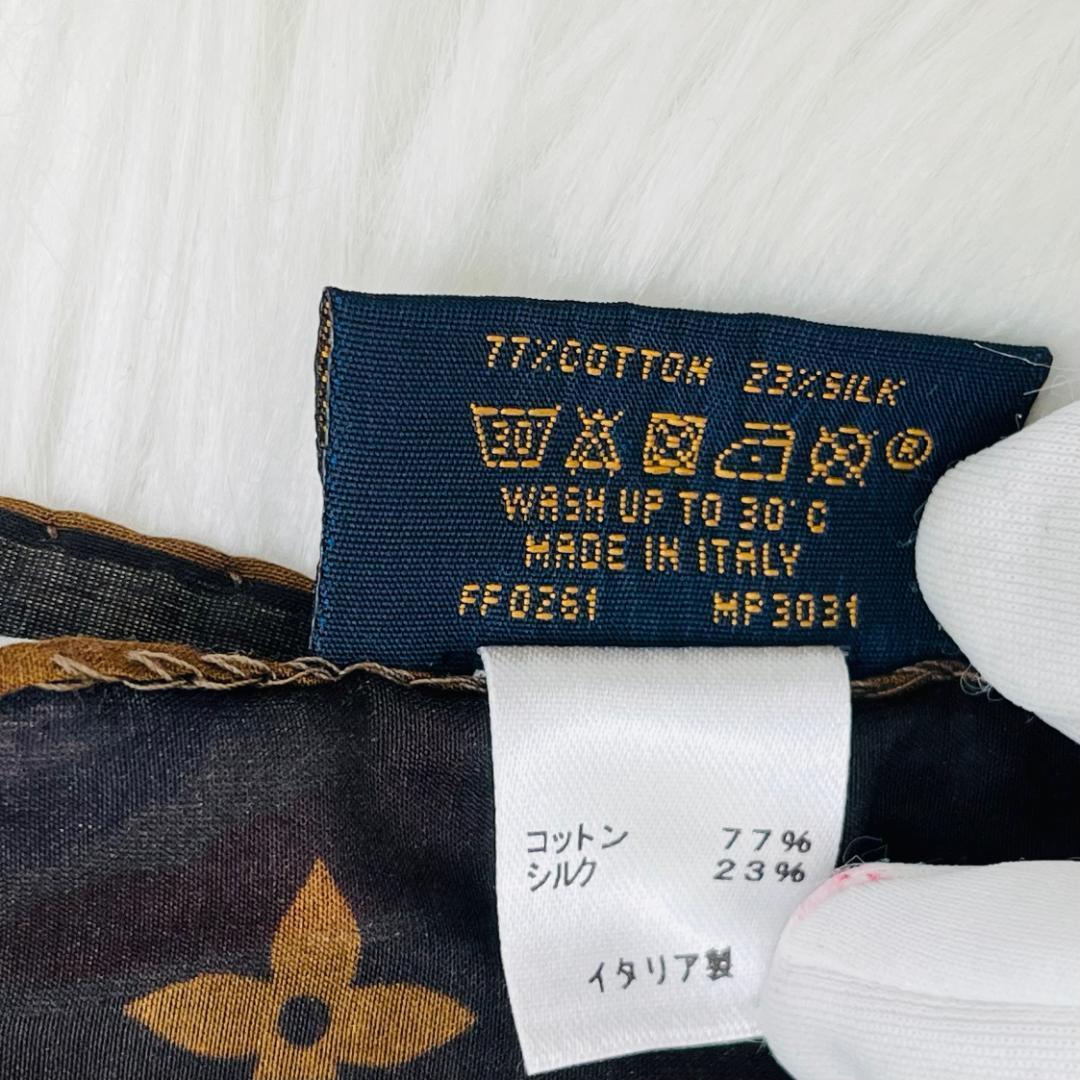 77%COTTON 23%SILK
30°
®
WASH UP TO 30°C
MADE IN ITALY
FF0261 MP3031
コットン 77%
シルク 23%
イタリア製